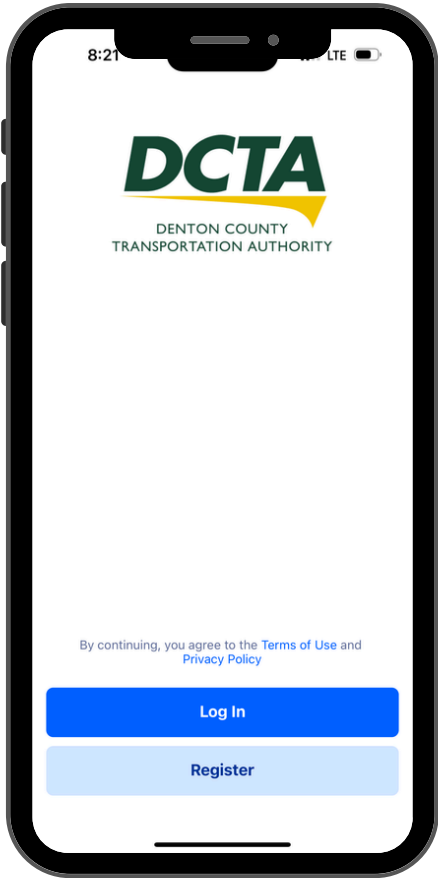 8:21
LTE
DCTA
DENTON COUNTY
TRANSPORTATION AUTHORITY
By continuing, you agree to the Terms of Use and
Privacy Policy
Log In
Register